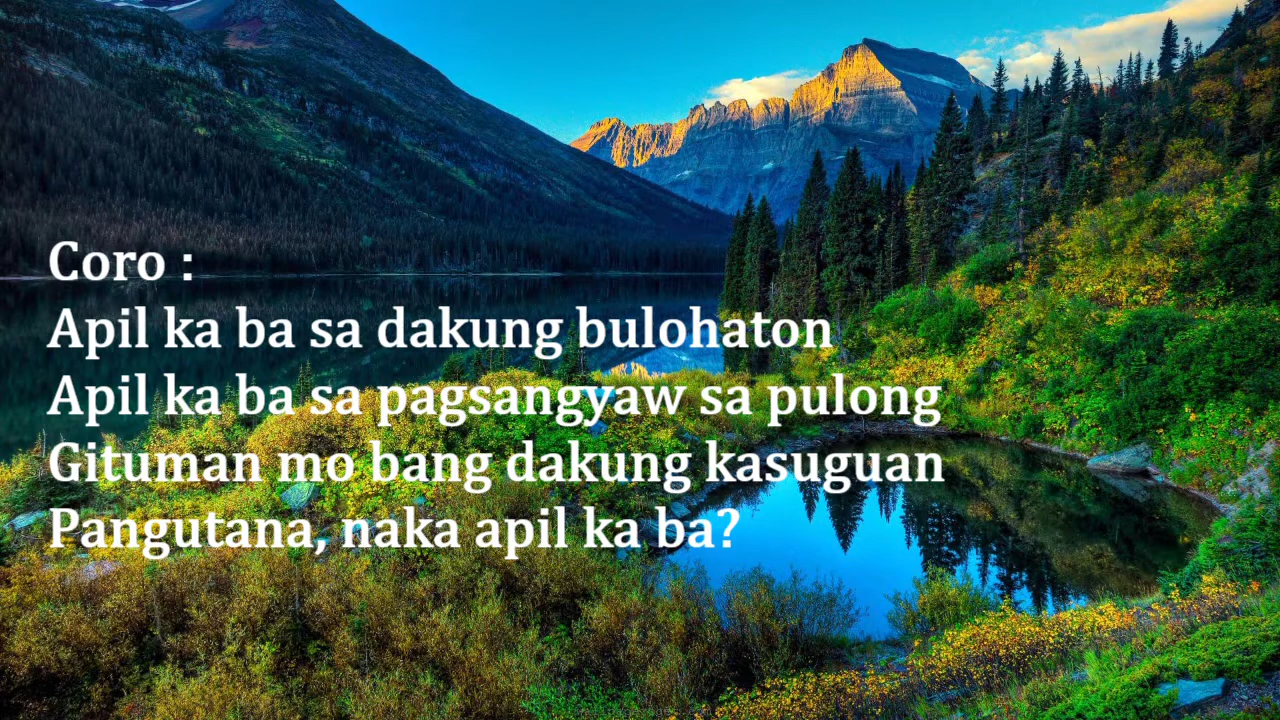 Coro :
Apil ka ba sa dakung bulohaton
Apil ka ba sa pagsangyaw sa pulong
Gituman mo bang dakung kasuguan
Pangutana, naka apil ka ba?